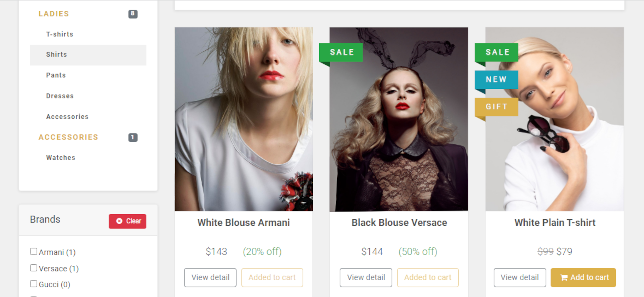 LADIES 8
T-shirts
Shirts
Pants
Dresses
Accessories
ACCESSORIES 1
Watches
Brands Clear
Armani (1)
Versace (1)
Gucci (0)
White Blouse Armani
$143 (20% off)
View detail Added to cart
SALE
Black Blouse Versace
$144 (50% off)
View detail Added to cart
SALE
NEW
GIFT
White Plain T-shirt
$99 $79
View detail Add to cart